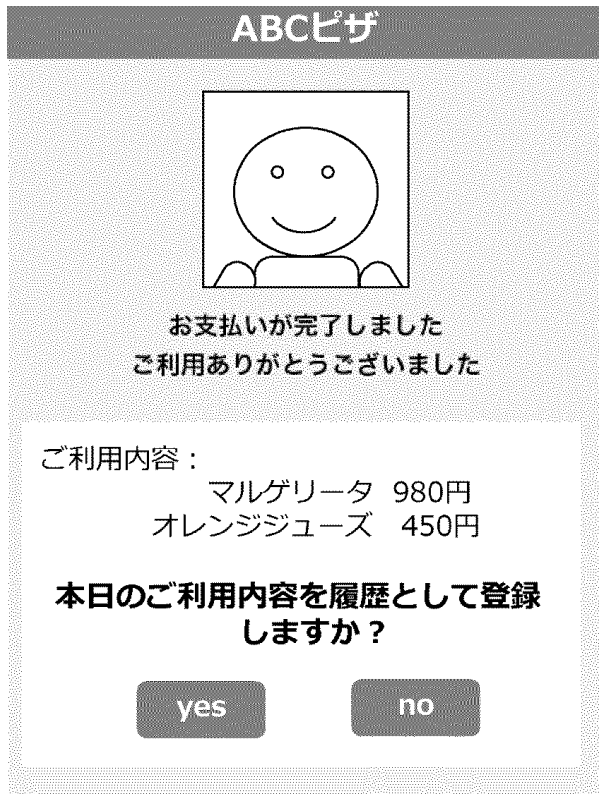 ABCピザ
お支払いが完了しました
ご利用ありがとうございました
ご利用内容：
マルゲリータ 980円
オレンジジューズ 450円
本日のご利用内容を履歴として登録
しますか？
yes no